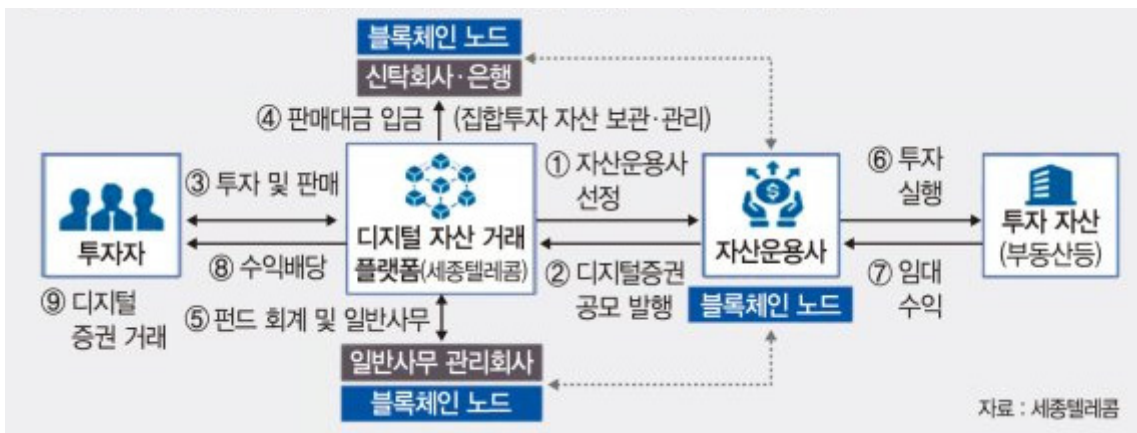 블록체인 노드
신탁회사·은행
④ 판매대금 입금 (집합투자 자산 보관·관리)
③ 투자 및 판매
① 자산운용사
선정
⑥ 투자
실행
투자자
디지털 자산 거래
플랫폼(세종텔레콤)
자산운용사
투자 자산
(부동산등)
⑧ 수익배당
② 디지털증권
공모 발행
⑦ 임대
수익
⑨ 디지털
증권 거래
⑤ 펀드 회계 및 일반사무
블록체인 노드
일반사무 관리회사
블록체인 노드
자료 : 세종텔레콤